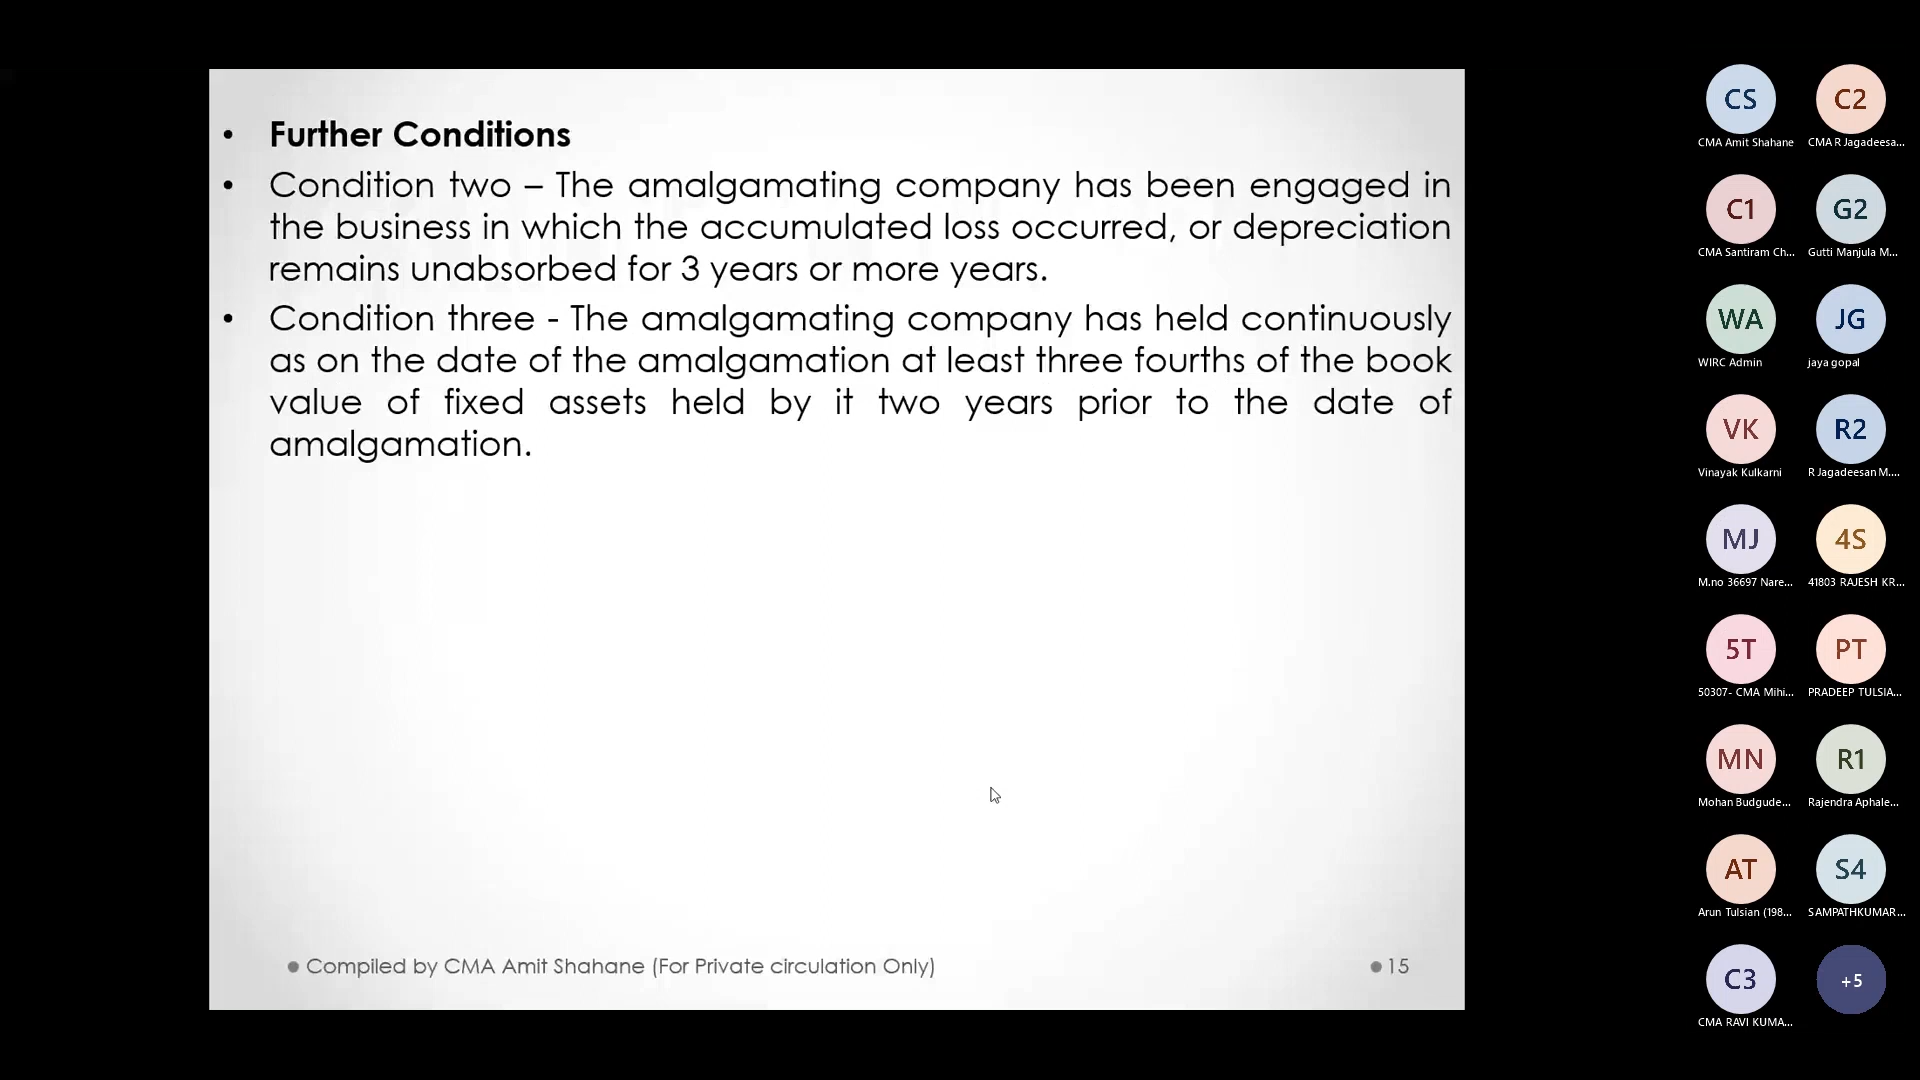 • Further Conditions
• Condition two – The amalgamating company has been engaged in
the business in which the accumulated loss occurred, or depreciation
remains unabsorbed for 3 years or more years.
• Condition three - The amalgamating company has held continuously
as on the date of the amalgamation at least three fourths of the book
value of fixed assets held by it two years prior to the date of
amalgamation.
• Compiled by CMA Amit Shahane (For Private circulation Only)
• 15
CS C2
CMA Amit Shahane CMA R Jagadeesa...
C1 G2
CMA Santiram Ch... Gutti Manjula M...
WA JG
WIRC Admin jaya gopal
VK R2
Vinayak Kulkarni R Jagadeesan M....
MJ 4S
M.no 36697 Nare... 41803 RAJESH KR...
5T PT
50307- CMA Mihi... PRADEEP TULSIA...
MN R1
Mohan Budgude... Rajendra Aphale...
AT S4
Arun Tulsian (198... SAMPATHKUMAR...
C3 +5
CMA RAVI KUMA...